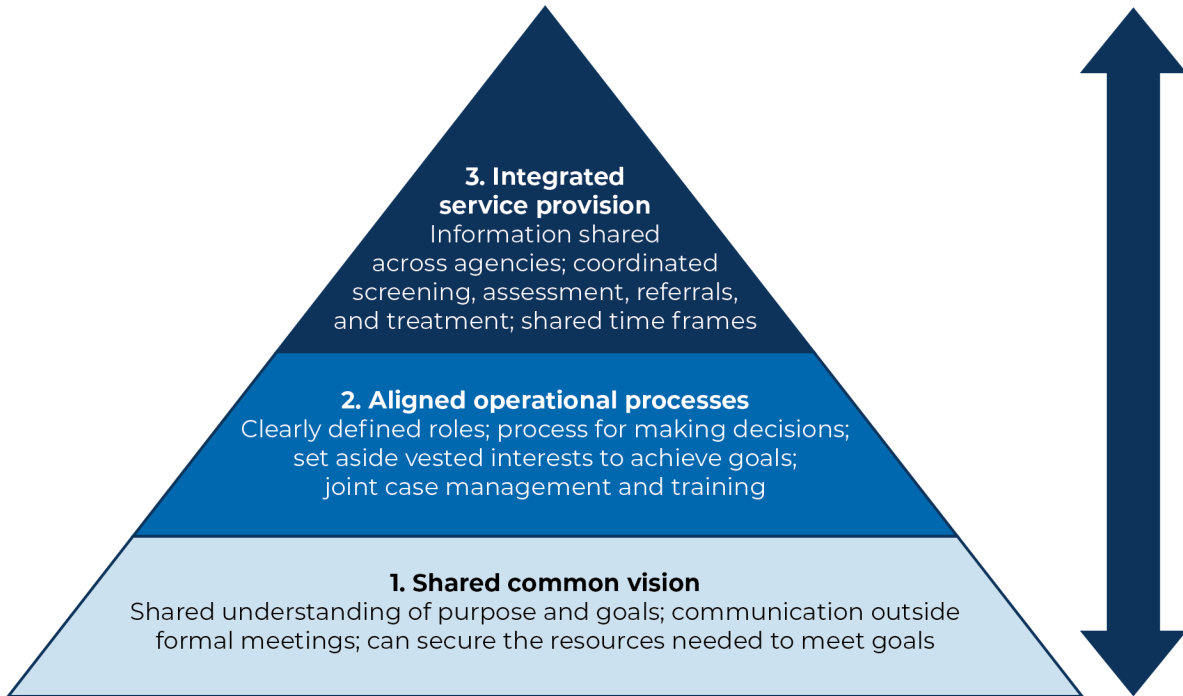 3. Integrated
service provision
Information shared
across agencies; coordinated
screening, assessment, referrals,
and treatment; shared time frames
2. Aligned operational processes
Clearly defined roles; process for making decisions;
set aside vested interests to achieve goals;
joint case management and training
1. Shared common vision
Shared understanding of purpose and goals; communication outside
formal meetings; can secure the resources needed to meet goals